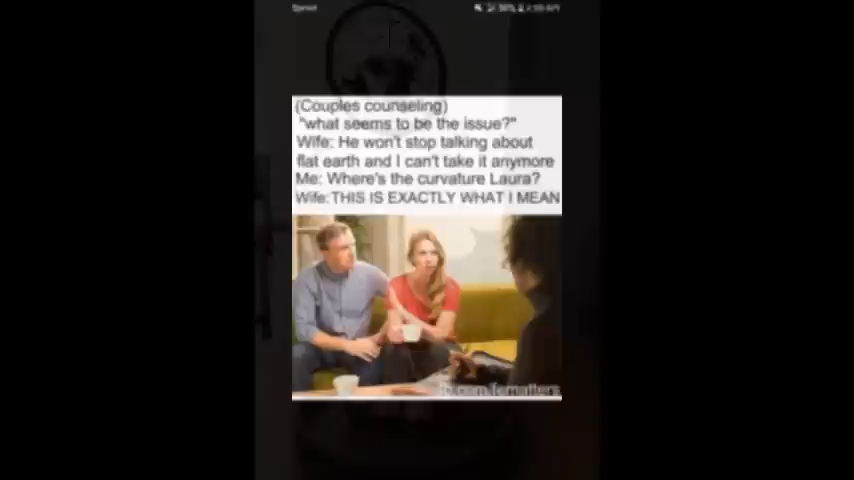 Sprint
(Couples counseling)
"what seems to be the issue?"
Wife: He won't stop talking about
flat earth and I can't take it anymore
Me: Where's the curvature Laura?
Wife: THIS IS EXACTLY WHAT I MEAN